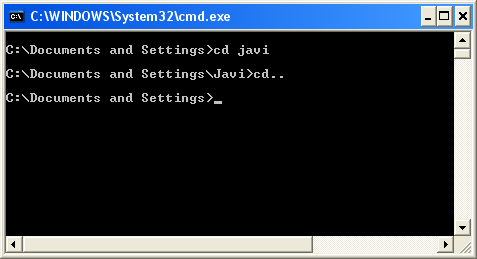 C:\WINDOWS\System32\cmd.exe
C:\Documents and Settings>cd javi
C:\Documents and Settings\Javi>cd..
C:\Documents and Settings>_